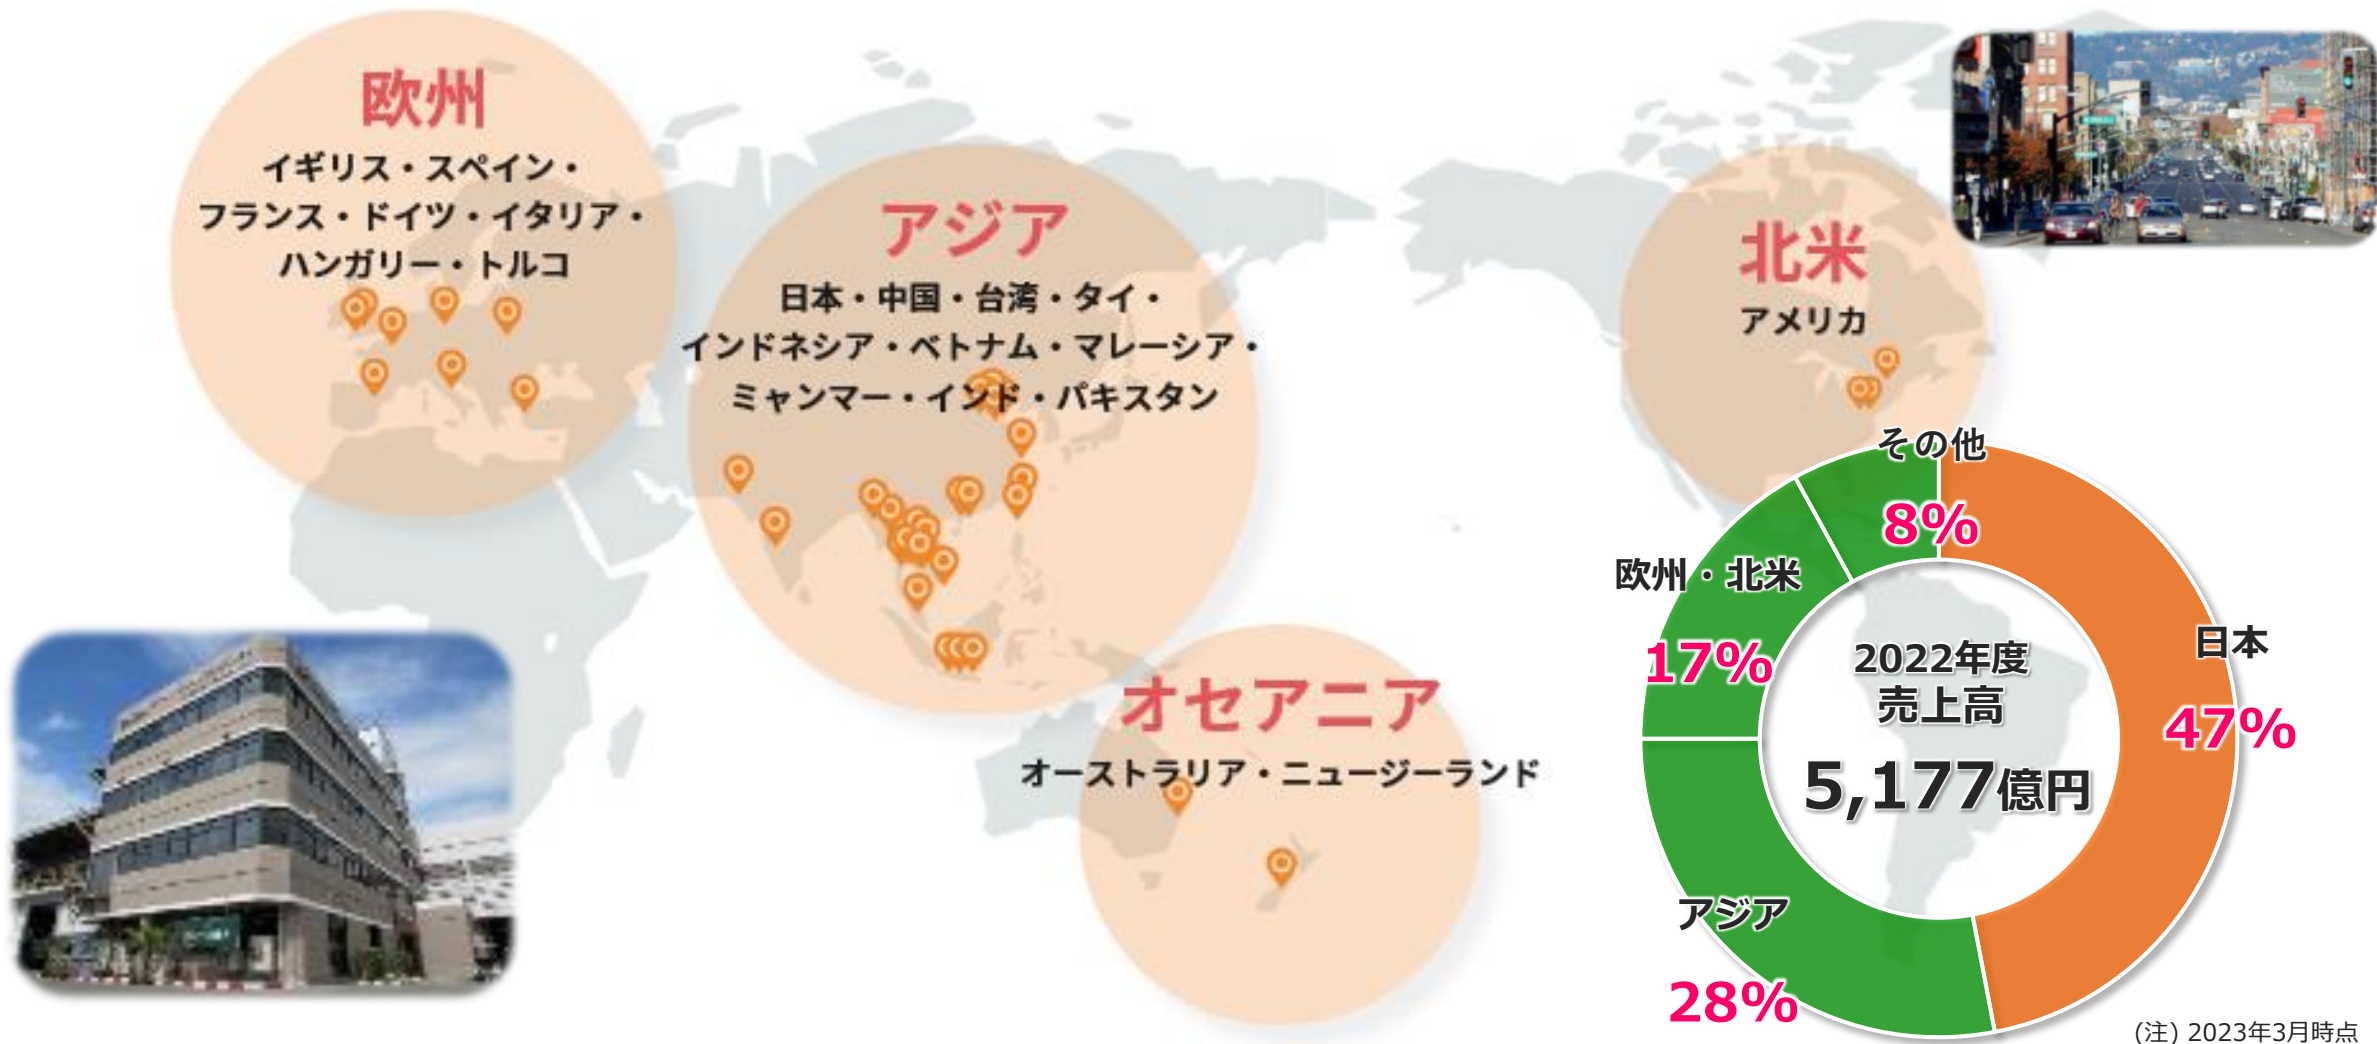 欧州
イギリス・スペイン・
フランス・ドイツ・イタリア・
ハンガリー・トルコ
アジア
日本・中国・台湾・タイ・
インドネシア・ベトナム・マレーシア・
ミャンマー・インド・パキスタン
北米
アメリカ
オセアニア
オーストラリア・ニュージーランド
その他
8%
欧州・北米
17%
日本
47%
アジア
28%
2022年度
売上高
5,177億円
(注) 2023年3月時点